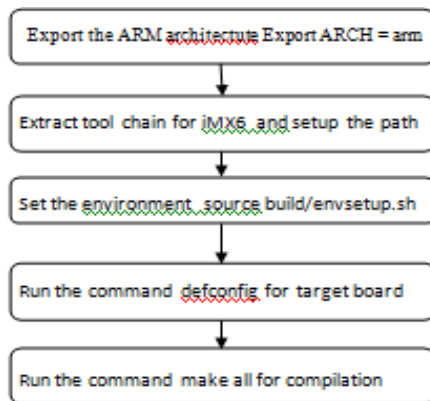 Export the ARM architecture Export ARCH = arm
Extract tool chain for iMX6 and setup the path
Set the environment source build/envsetup.sh
Run the command defconfig for target board
Run the command make all for compilation